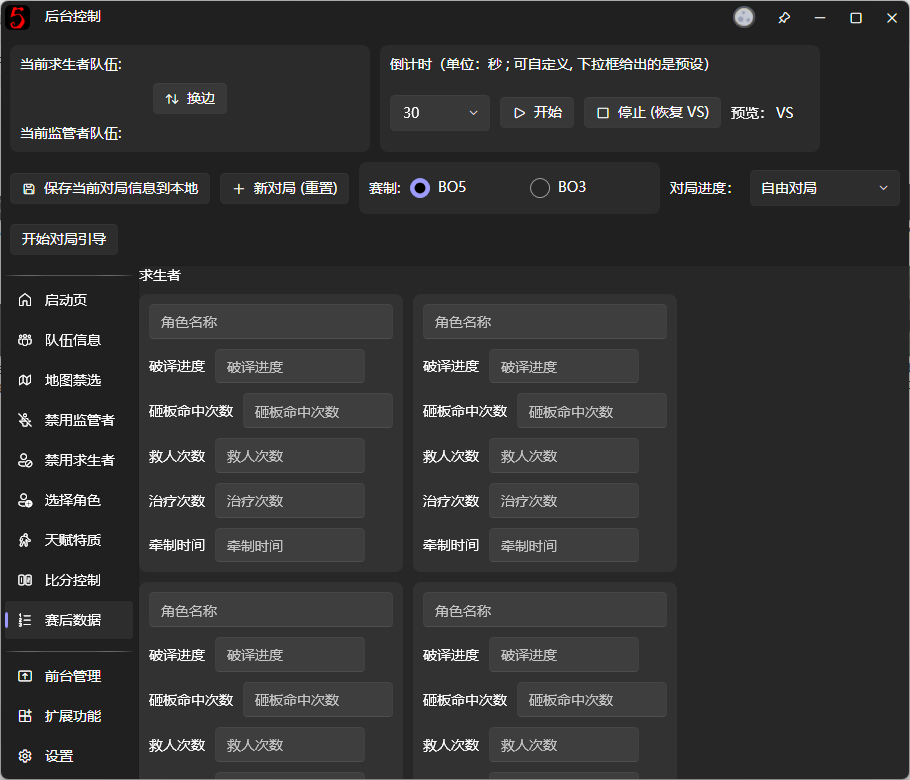 5 后台控制
当前求生者队伍:
换边
当前监管者队伍:
倒计时（单位：秒 ; 可自定义, 下拉框给出的是预设）
30 开始 停止 (恢复 VS) 预览： VS
保存当前对局信息到本地 新对局 (重置) 赛制: BO5 BO3 对局进度： 自由对局
开始对局引导
启动页
队伍信息
地图禁选
禁用监管者
禁用求生者
选择角色
天赋特质
比分控制
赛后数据
前台管理
扩展功能
设置
求生者
角色名称 角色名称
破译进度 破译进度 破译进度 破译进度
砸板命中次数 砸板命中次数 砸板命中次数 砸板命中次数
救人次数 救人次数 救人次数 救人次数
治疗次数 治疗次数 治疗次数 治疗次数
牵制时间 牵制时间 牵制时间 牵制时间
角色名称 角色名称
破译进度 破译进度 破译进度 破译进度
砸板命中次数 砸板命中次数 砸板命中次数 砸板命中次数
救人次数 救人次数 救人次数 救人次数